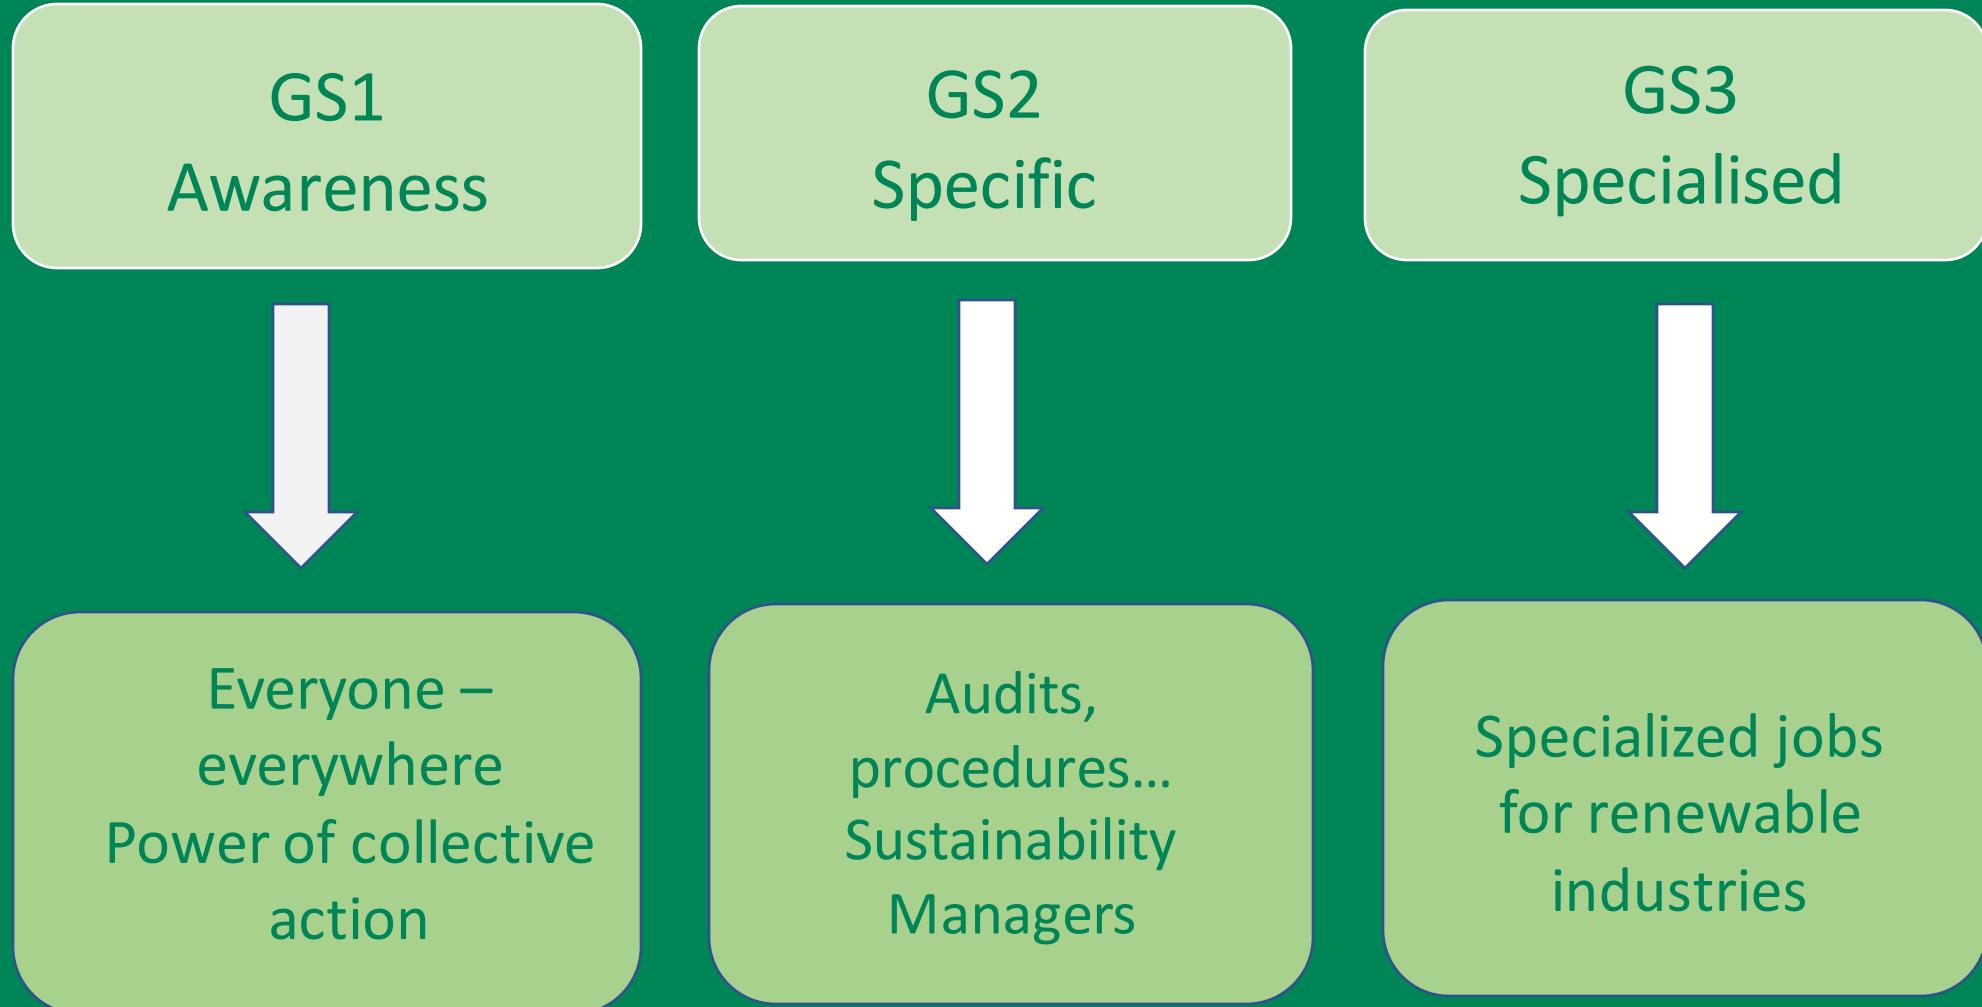 GS1
Awareness
GS2
Specific
GS3
Specialised
Everyone –
everywhere
Power of collective
action
Audits,
procedures...
Sustainability
Managers
Specialized jobs
for renewable
industries